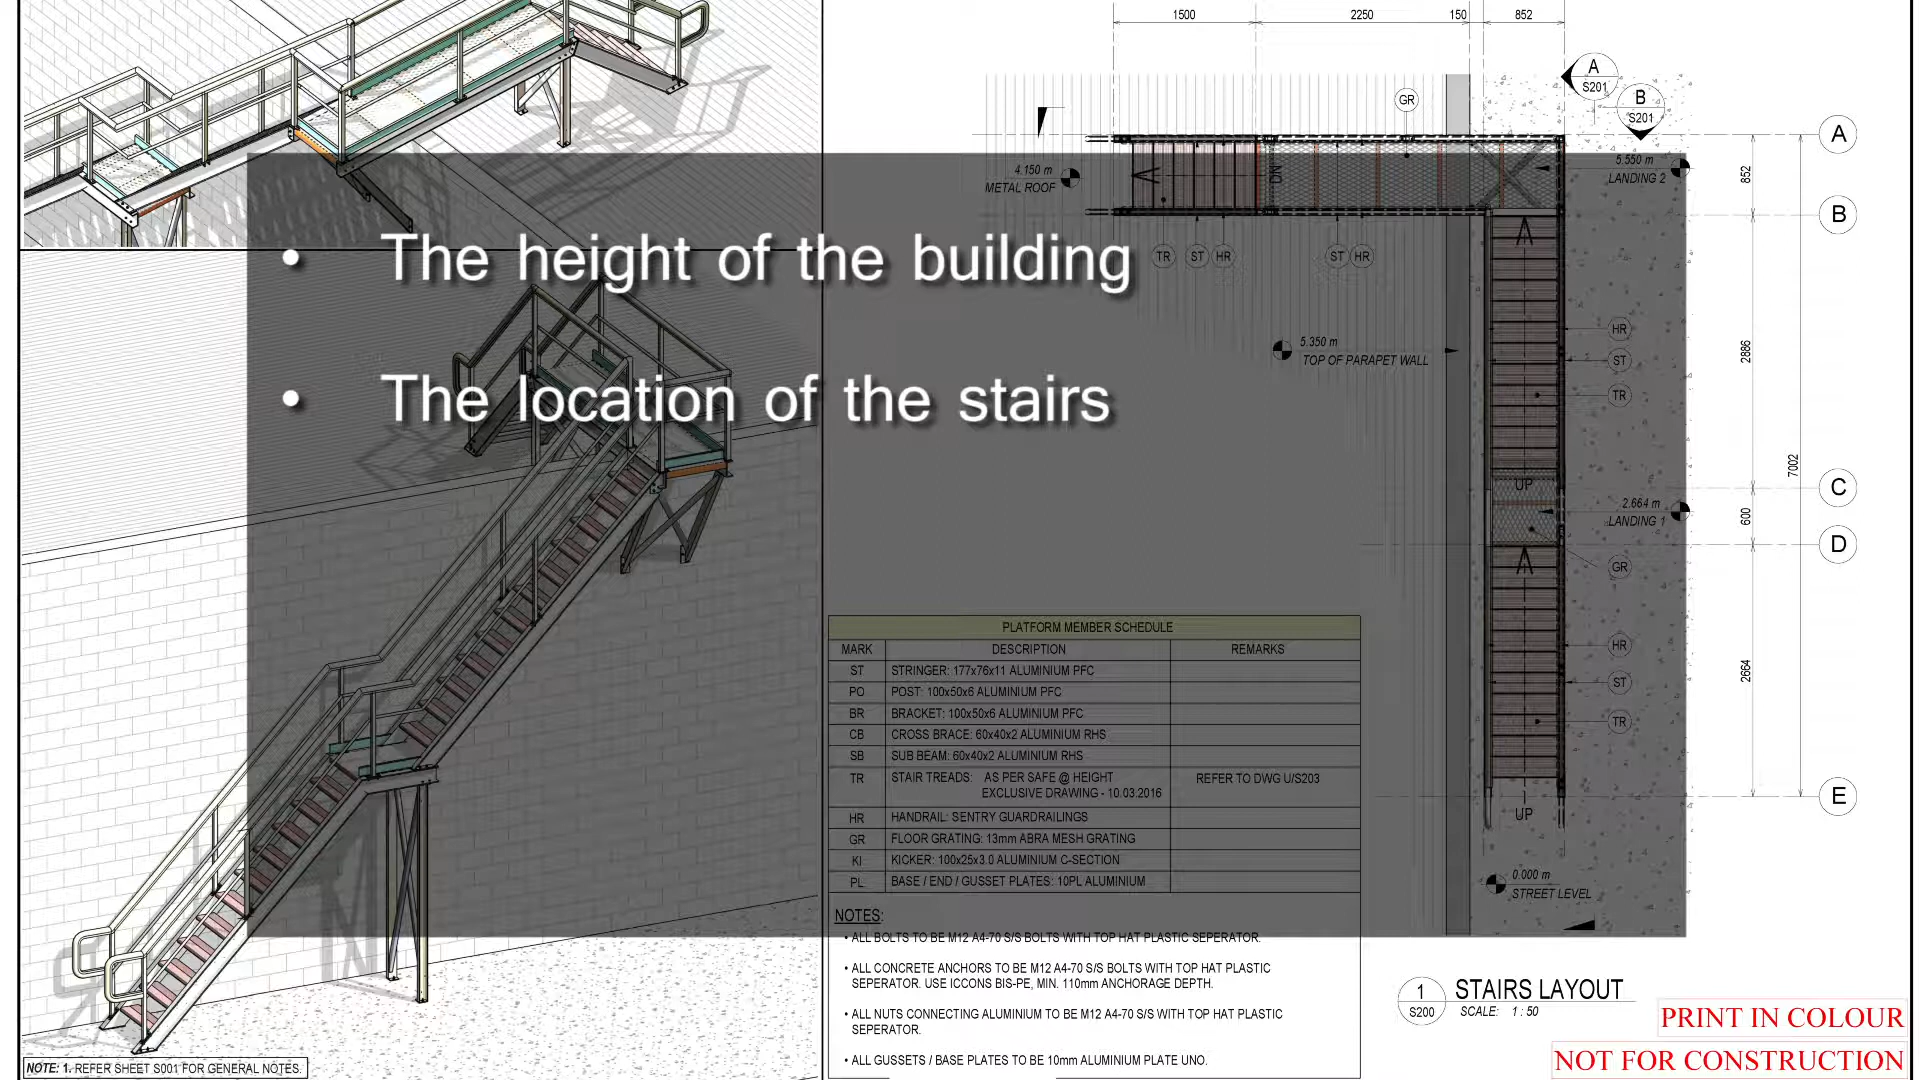 • The height of the building
• The location of the stairs
1500 2250 150 852
A
S201
B
S201
GR
A
B
C
D
E
852
2886
600
2664
7002
4.150 m
METAL ROOF
DN
5.550 m
LANDING 2
TR ST HR ST HR
5.350 m
TOP OF PARAPET WALL
HR
ST
TR
UP
2.664 m
LANDING 1
GR
HR
ST
TR
UP
0.000 m
STREET LEVEL
PLATFORM MEMBER SCHEDULE
MARK DESCRIPTION REMARKS
ST STRINGER: 177x76x11 ALUMINIUM PFC
PO POST: 100x50x6 ALUMINIUM PFC
BR BRACKET: 100x50x6 ALUMINIUM PFC
CB CROSS BRACE: 60x40x2 ALUMINIUM RHS
SB SUB BEAM: 60x40x2 ALUMINIUM RHS
TR STAIR TREADS: AS PER SAFE @ HEIGHT REFER TO DWG U/S203
EXCLUSIVE DRAWING - 10.03.2016
HR HANDRAIL: SENTRY GUARDRAILINGS
GR FLOOR GRATING: 13mm ABRA MESH GRATING
KI KICKER: 100x25x3.0 ALUMINIUM C-SECTION
PL BASE / END / GUSSET PLATES: 10PL ALUMINIUM
NOTES:
• ALL BOLTS TO BE M12 A4-70 S/S BOLTS WITH TOP HAT PLASTIC SEPERATOR.
• ALL CONCRETE ANCHORS TO BE M12 A4-70 S/S BOLTS WITH TOP HAT PLASTIC
SEPERATOR. USE ICCONS BIS-PE, MIN. 110mm ANCHORAGE DEPTH.
• ALL NUTS CONNECTING ALUMINIUM TO BE M12 A4-70 S/S WITH TOP HAT PLASTIC
SEPERATOR.
• ALL GUSSETS / BASE PLATES TO BE 10mm ALUMINIUM PLATE UNO.
1
S200
STAIRS LAYOUT
SCALE: 1 : 50
PRINT IN COLOUR
NOT FOR CONSTRUCTION
NOTE: 1. REFER SHEET S001 FOR GENERAL NOTES.